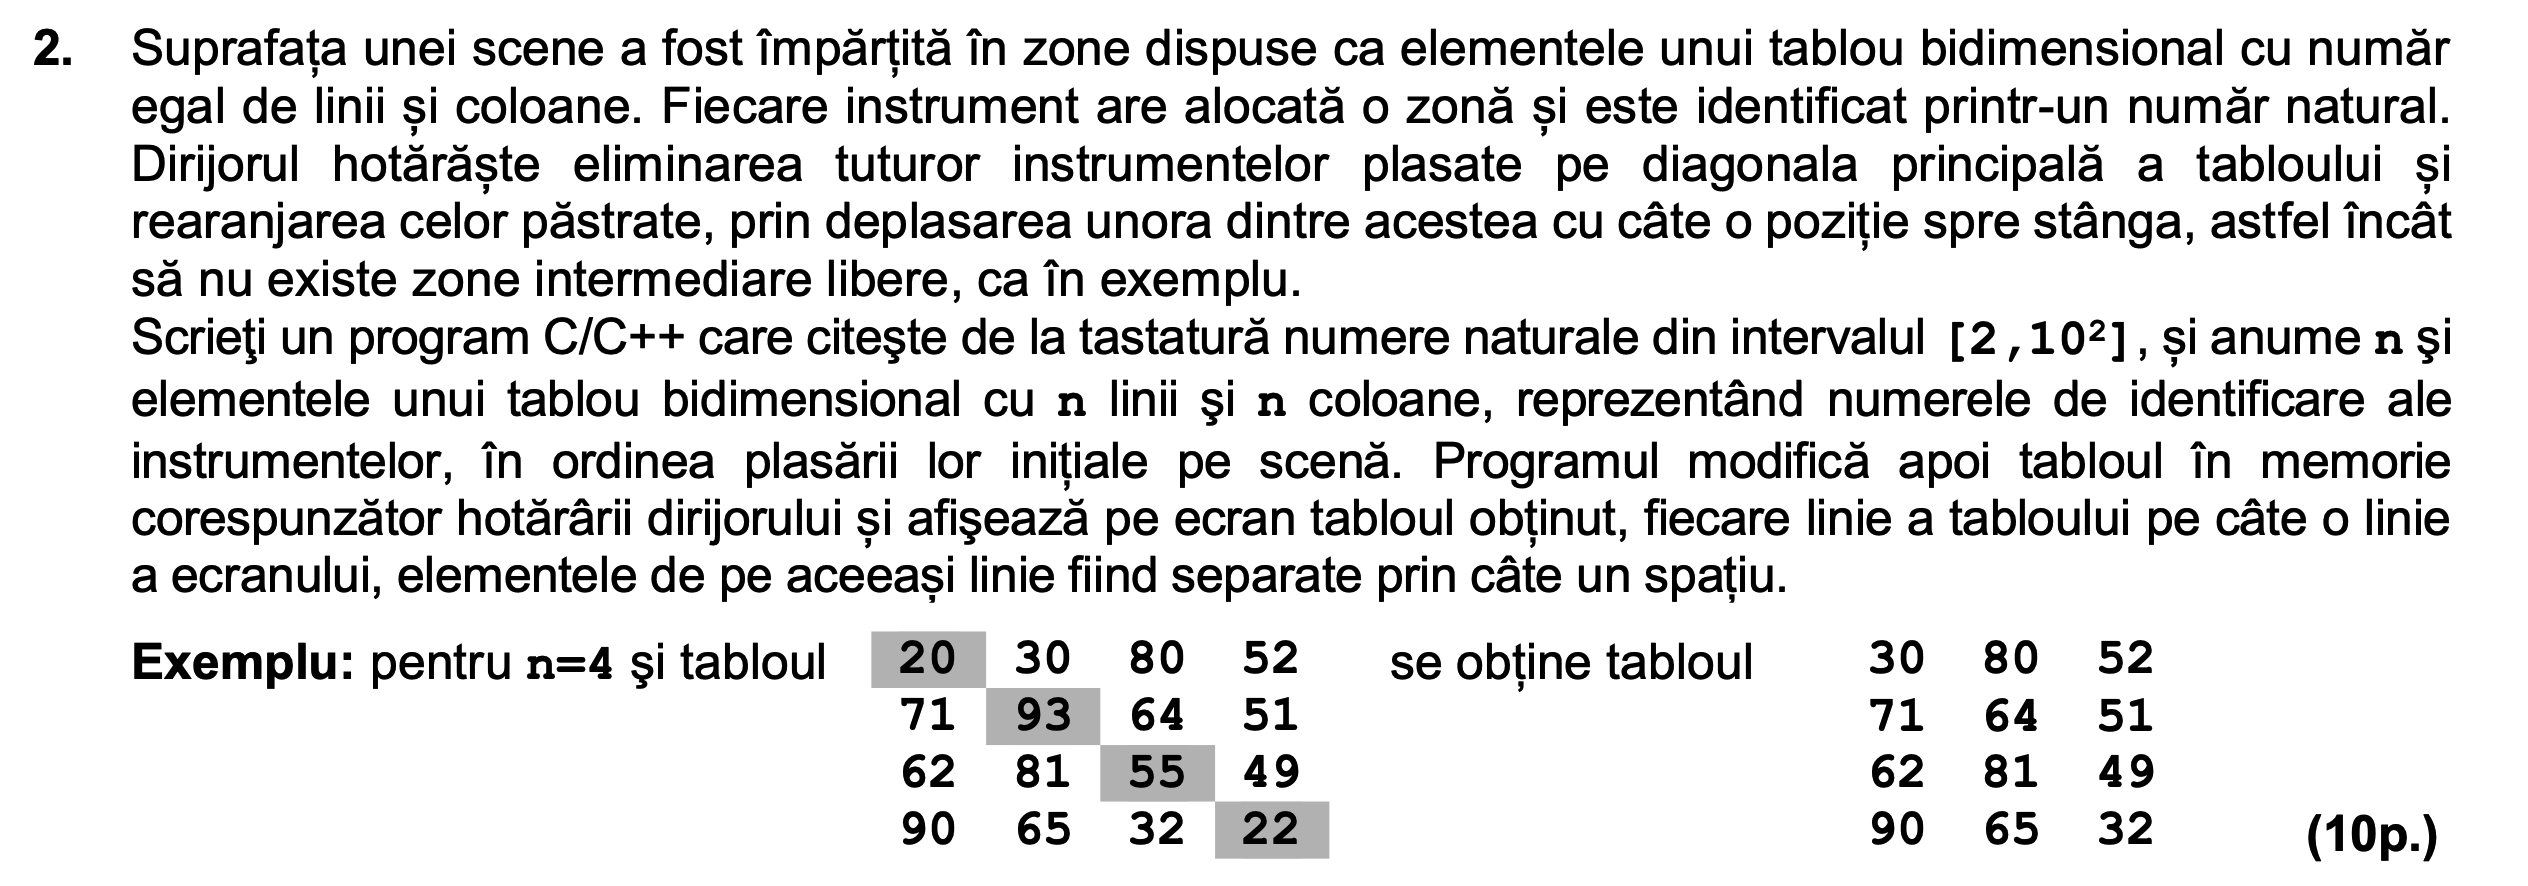 2. Suprafața unei scene a fost împărțită în zone dispuse ca elementele unui tablou bidimensional cu număr
egal de linii și coloane. Fiecare instrument are alocată o zonă și este identificat printr-un număr natural.
Dirijorul hotărăște eliminarea tuturor instrumentelor plasate pe diagonala principală a tabloului și
rearanjarea celor păstrate, prin deplasarea unora dintre acestea cu câte o poziție spre stânga, astfel încât
să nu existe zone intermediare libere, ca în exemplu.
Scrieţi un program C/C++ care citeşte de la tastatură numere naturale din intervalul [2,10²], și anume n şi
elementele unui tablou bidimensional cu n linii şi n coloane, reprezentând numerele de identificare ale
instrumentelor, în ordinea plasării lor inițiale pe scenă. Programul modifică apoi tabloul în memorie
corespunzător hotărârii dirijorului și afişează pe ecran tabloul obținut, fiecare linie a tabloului pe câte o linie
a ecranului, elementele de pe aceeași linie fiind separate prin câte un spațiu.
Exemplu: pentru n=4 şi tabloul 20 30 80 52 se obține tabloul 30 80 52
71 93 64 51 71 64 51
62 81 55 49 62 81 49
90 65 32 22 90 65 32 (10p.)